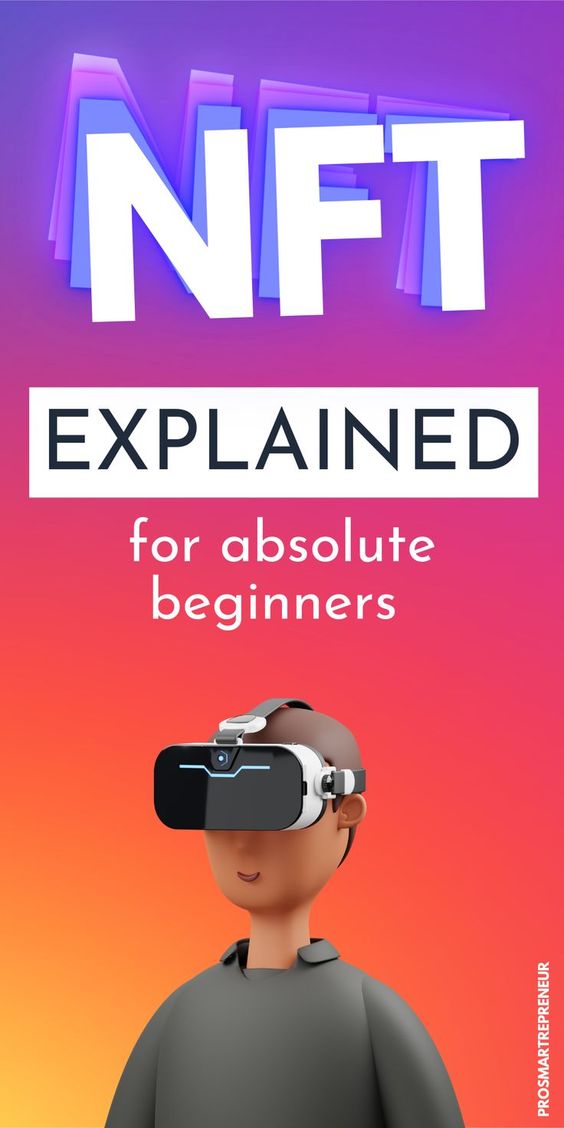 NFT
EXPLAINED
for absolute
beginners
PROSMARTREPRENEUR